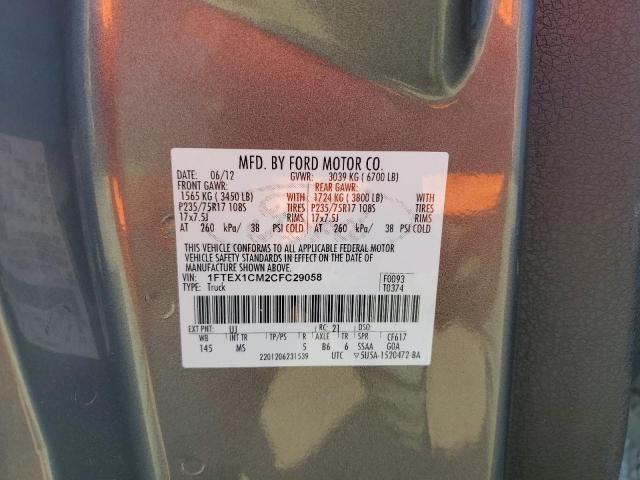 MFD. BY FORD MOTOR CO.
DATE: 06/12 GVWR: 3039 KG (6700 LB)
FRONT GAWR: REAR GAWR:
1565 KG (3450 LB) WITH 1724 KG (3800 LB) WITH
P235/75R17 108S TIRES P235/75R17 108S TIRES
17x7.5J RIMS 17x7.5J RIMS
AT 260 kPa/ 38 PSI COLD AT 260 kPa/ 38 PSI COLD
THIS VEHICLE CONFORMS TO ALL APPLICABLE FEDERAL MOTOR
VEHICLE SAFETY STANDARDS IN EFFECT ON THE DATE OF
MANUFACTURE SHOWN ABOVE.
VIN: 1FTEX1CM2CFC29058 F0093
TYPE: Truck T0374
EXT PNT: UJ RC: 21 DSO:
WB INT TR TP/PS R AXLE TR SPR CF617
145 MS 5 B6 6 SSAA GOA
2201206231539 UTC ▽5USA-1520472-BA